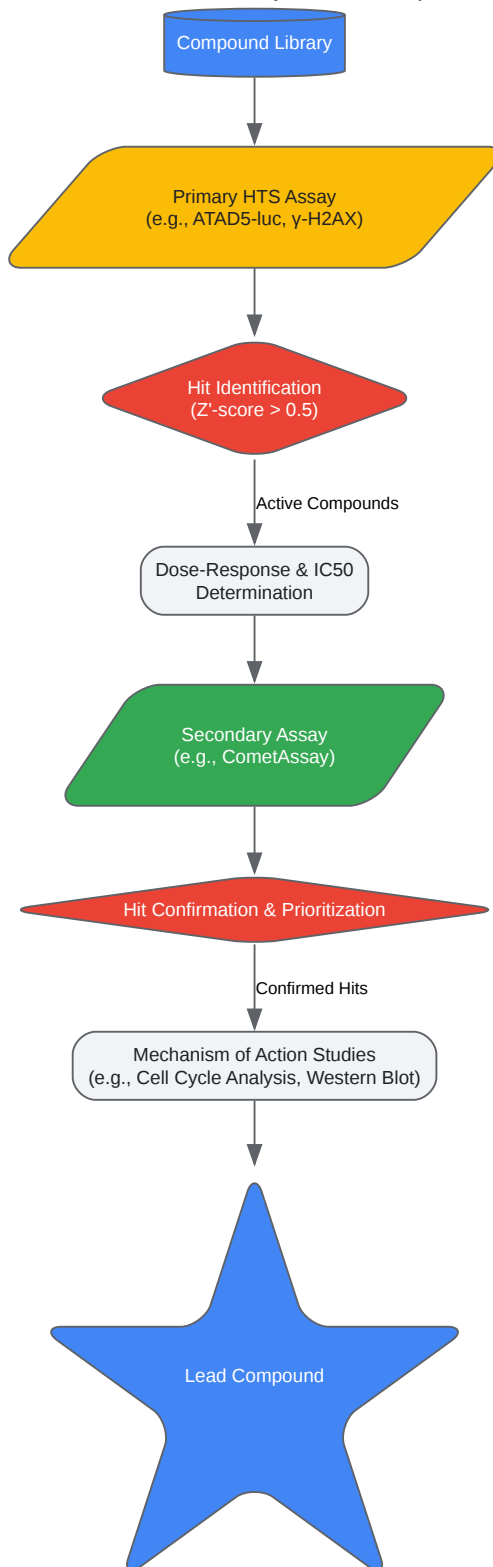 Compound Library
Primary HTS Assay
(e.g., ATAD5-luc, γ-H2AX)
Hit Identification
(Z'-score > 0.5)
Active Compounds
Dose-Response & IC50
Determination
Secondary Assay
(e.g., CometAssay)
Hit Confirmation & Prioritization
Confirmed Hits
Mechanism of Action Studies
(e.g., Cell Cycle Analysis, Western Blot)
Lead Compound